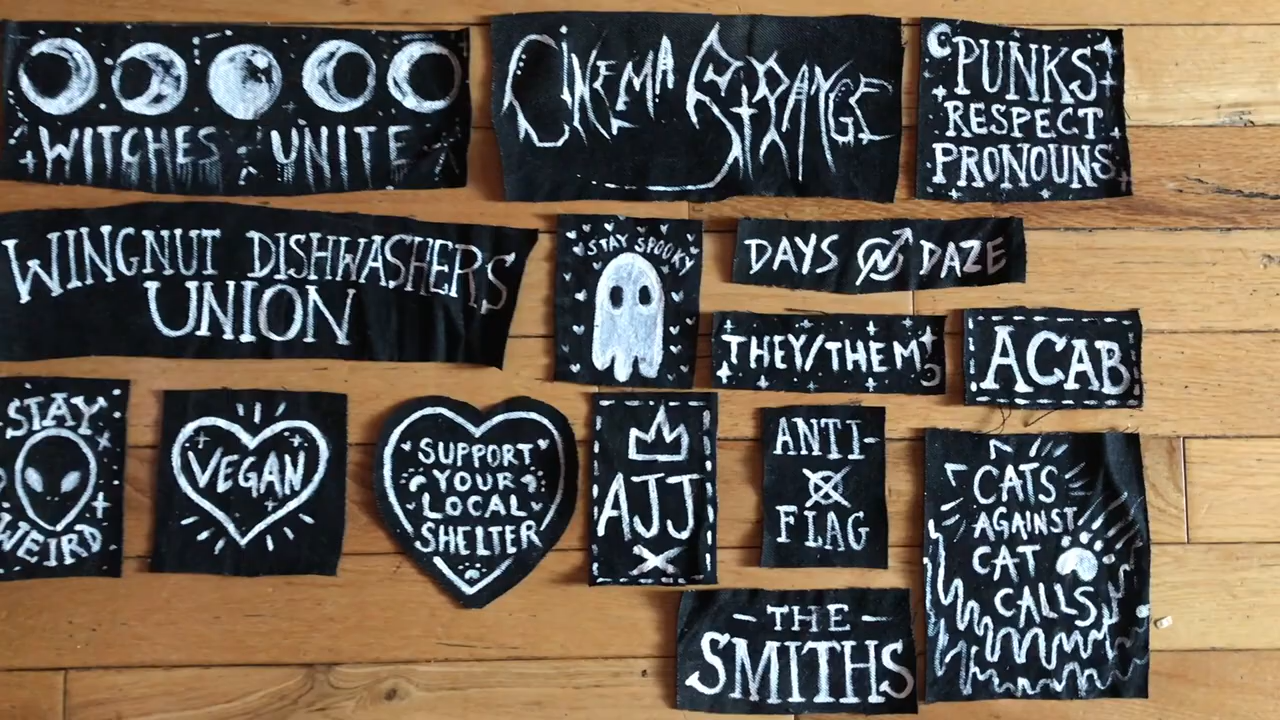 WITCHES UNITE
CINEMA STRANGE
PUNKS
RESPECT
PRONOUNS
WINGNUT DISHWASHERS
UNION
STAY SPOOKY
DAYS N DAZE
THEY/THEM
ACAB
STAY
WEIRD
VEGAN
SUPPORT
YOUR
LOCAL
SHELTER
AJJ
ANTI-
FLAG
CATS
AGAINST
CAT
CALLS
-THE-
SMITHS